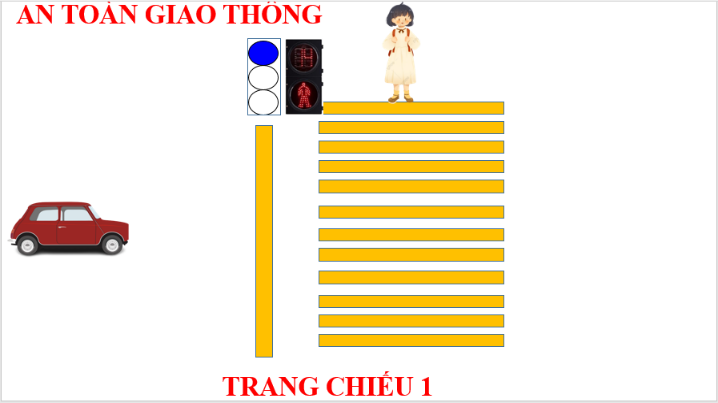 AN TOÀN GIAO THÔNG
TRANG CHIẾU 1